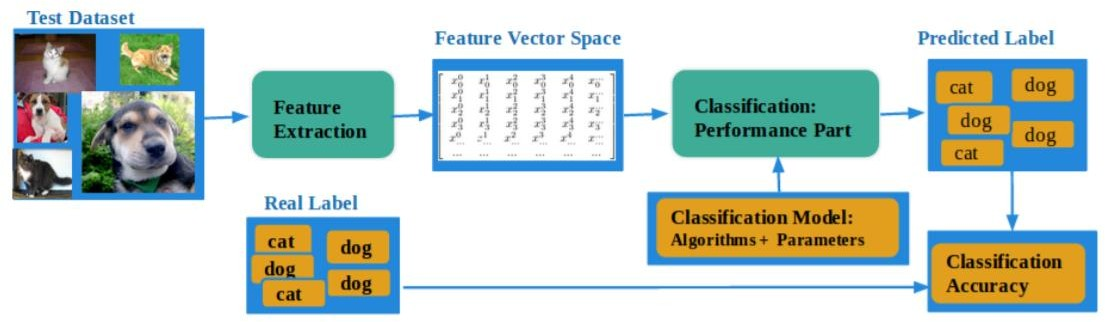 Test Dataset
Feature
Extraction
Feature Vector Space
Classification:
Performance Part
Predicted Label
cat
dog
dog
dog
cat
Real Label
cat
dog
dog
dog
cat
Classification Model:
Algorithms + Parameters
Classification
Accuracy